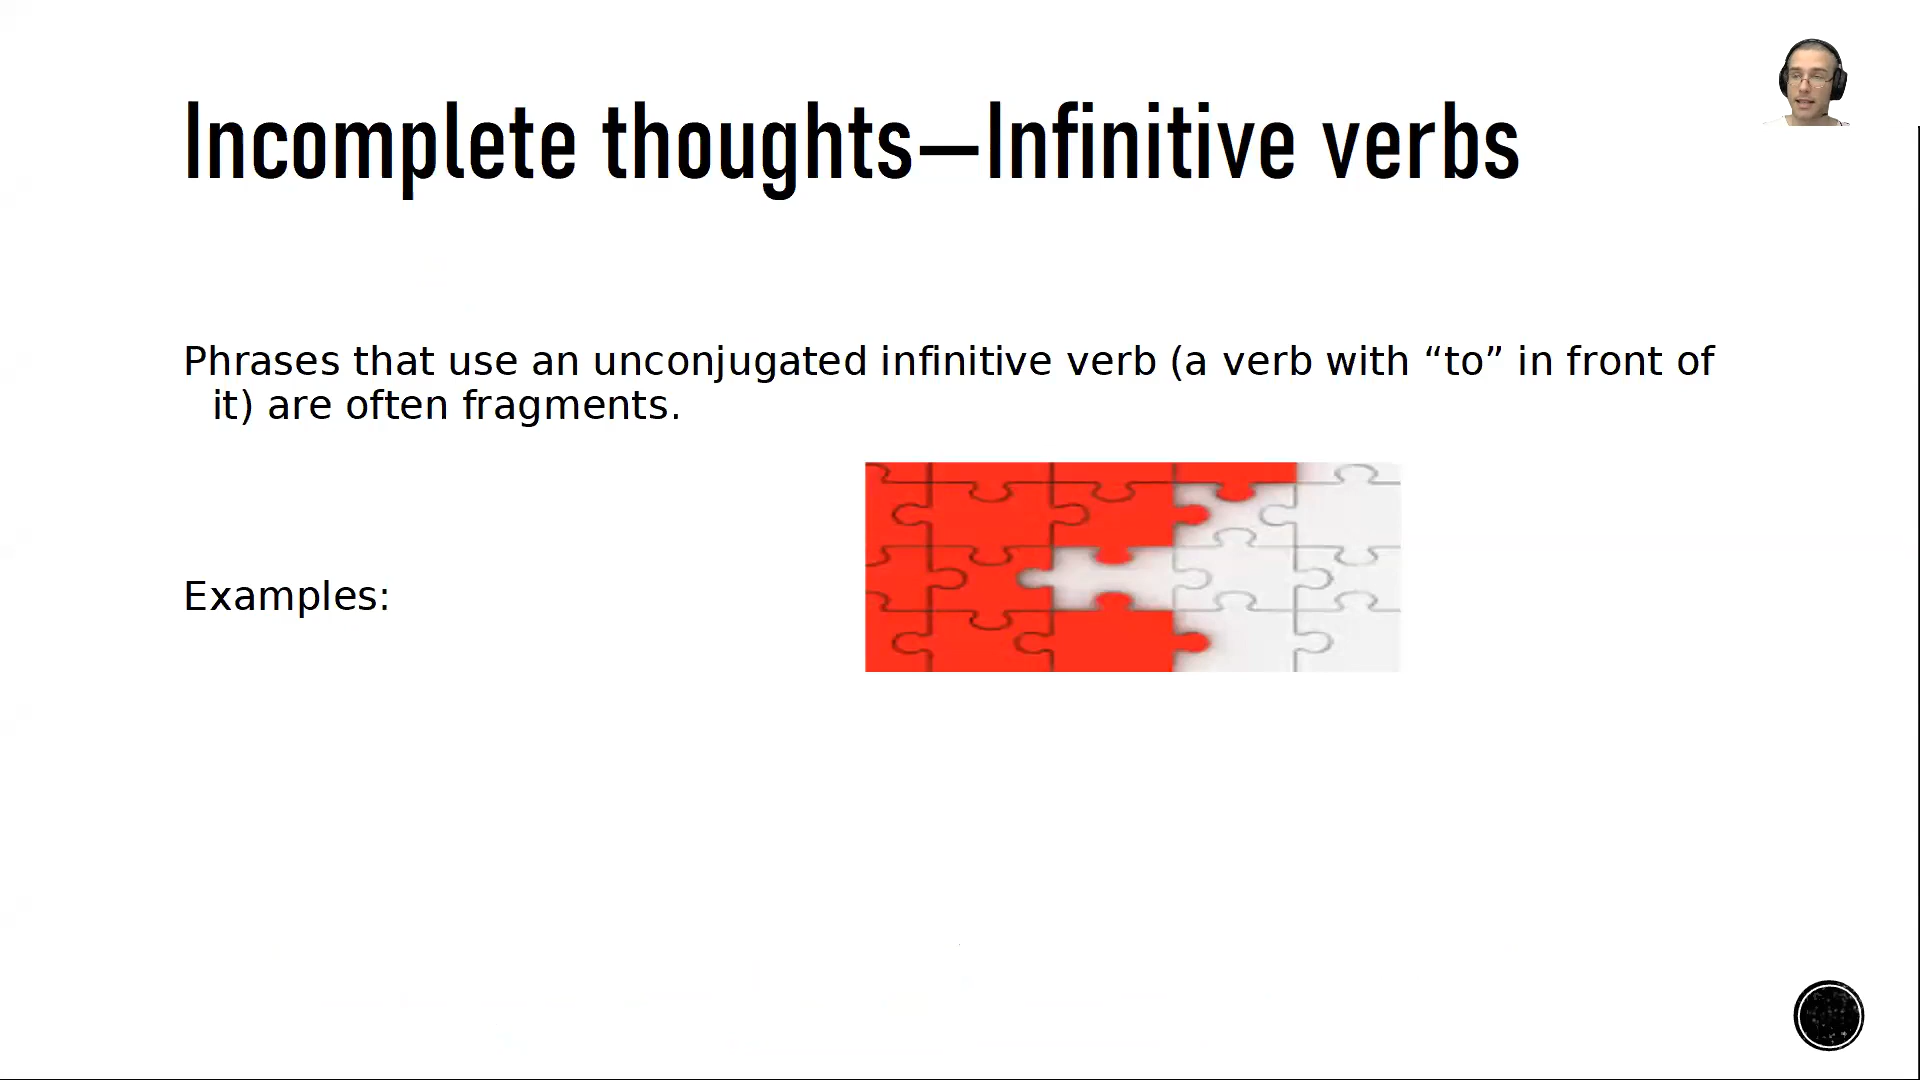 Incomplete thoughts—Infinitive verbs
Phrases that use an unconjugated infinitive verb (a verb with “to” in front of
it) are often fragments.
Examples: